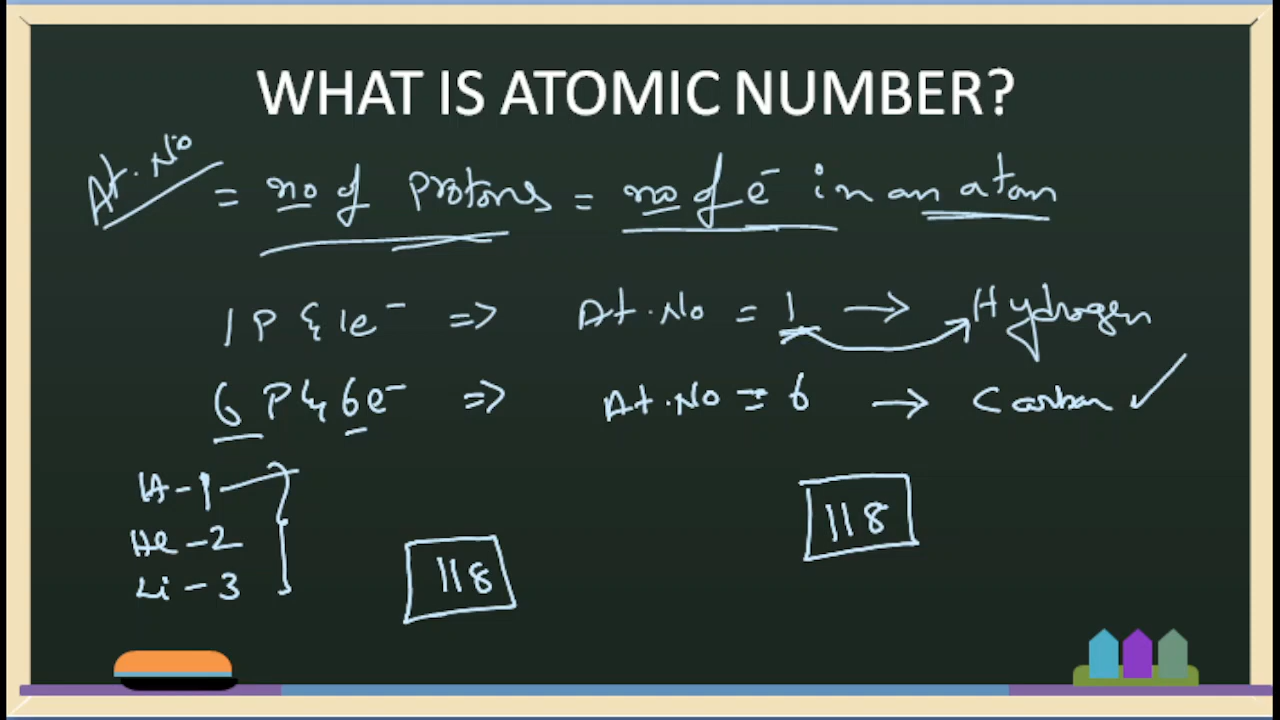 WHAT IS ATOMIC NUMBER?
At. No = no of protons = no of e⁻ in an atom
1 P & 1e⁻ => At. No = 1 → Hydrogen
6 P & 6e⁻ => At. No = 6 → Carbon ✓
H - 1
He - 2
Li - 3
118
118